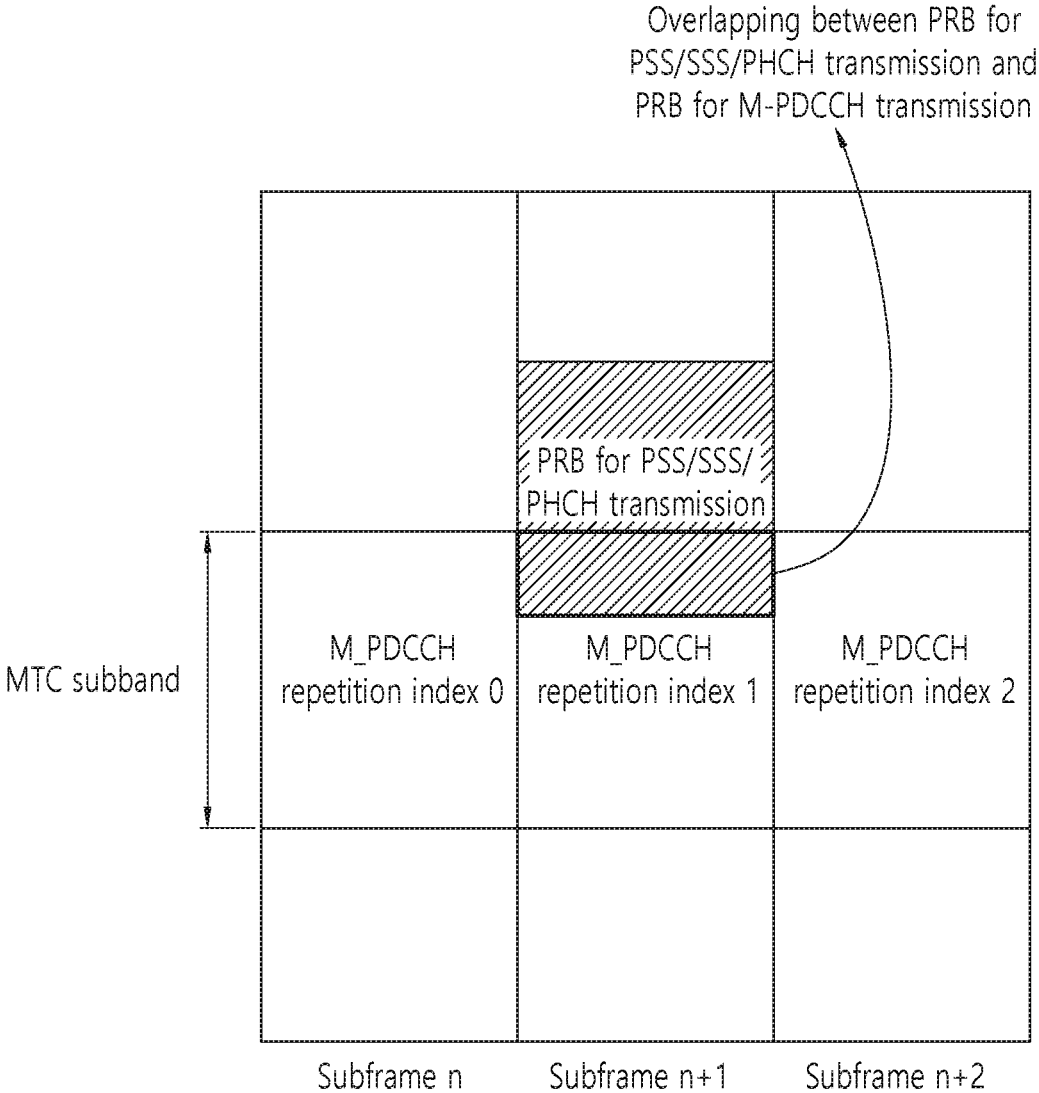 Overlapping between PRB for
PSS/SSS/PHCH transmission and
PRB for M-PDCCH transmission
PRB for PSS/SSS/
PHCH transmission
MTC subband
M_PDCCH
repetition index 0
M_PDCCH
repetition index 1
M_PDCCH
repetition index 2
Subframe n
Subframe n+1
Subframe n+2